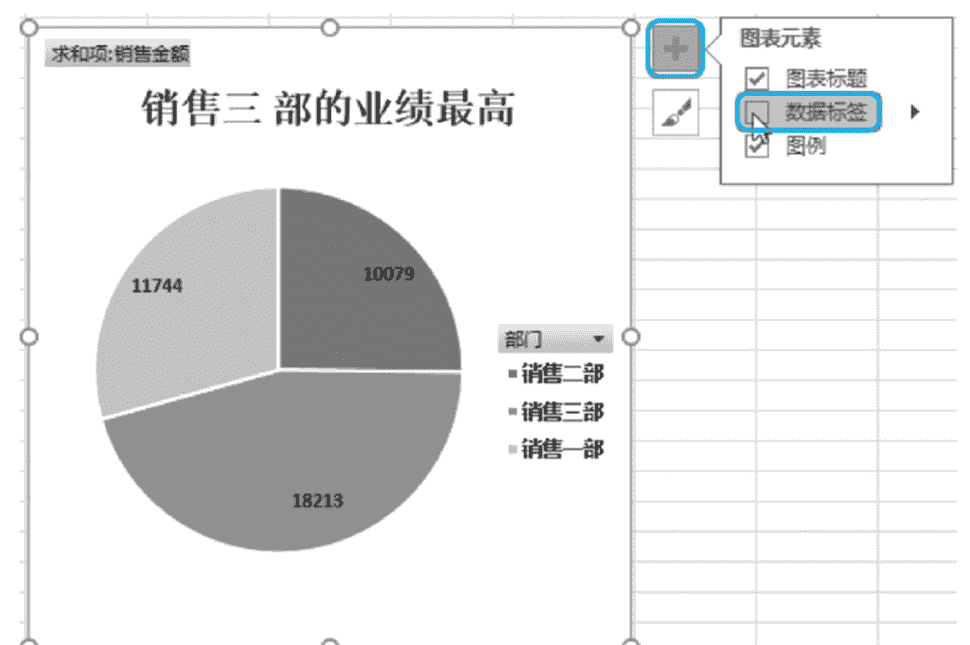 求和项:销售金额
销售三 部的业绩最高
11744
10079
18213
部门
销售二部
销售三部
销售一部
图表元素
图表标题
数据标签
图例